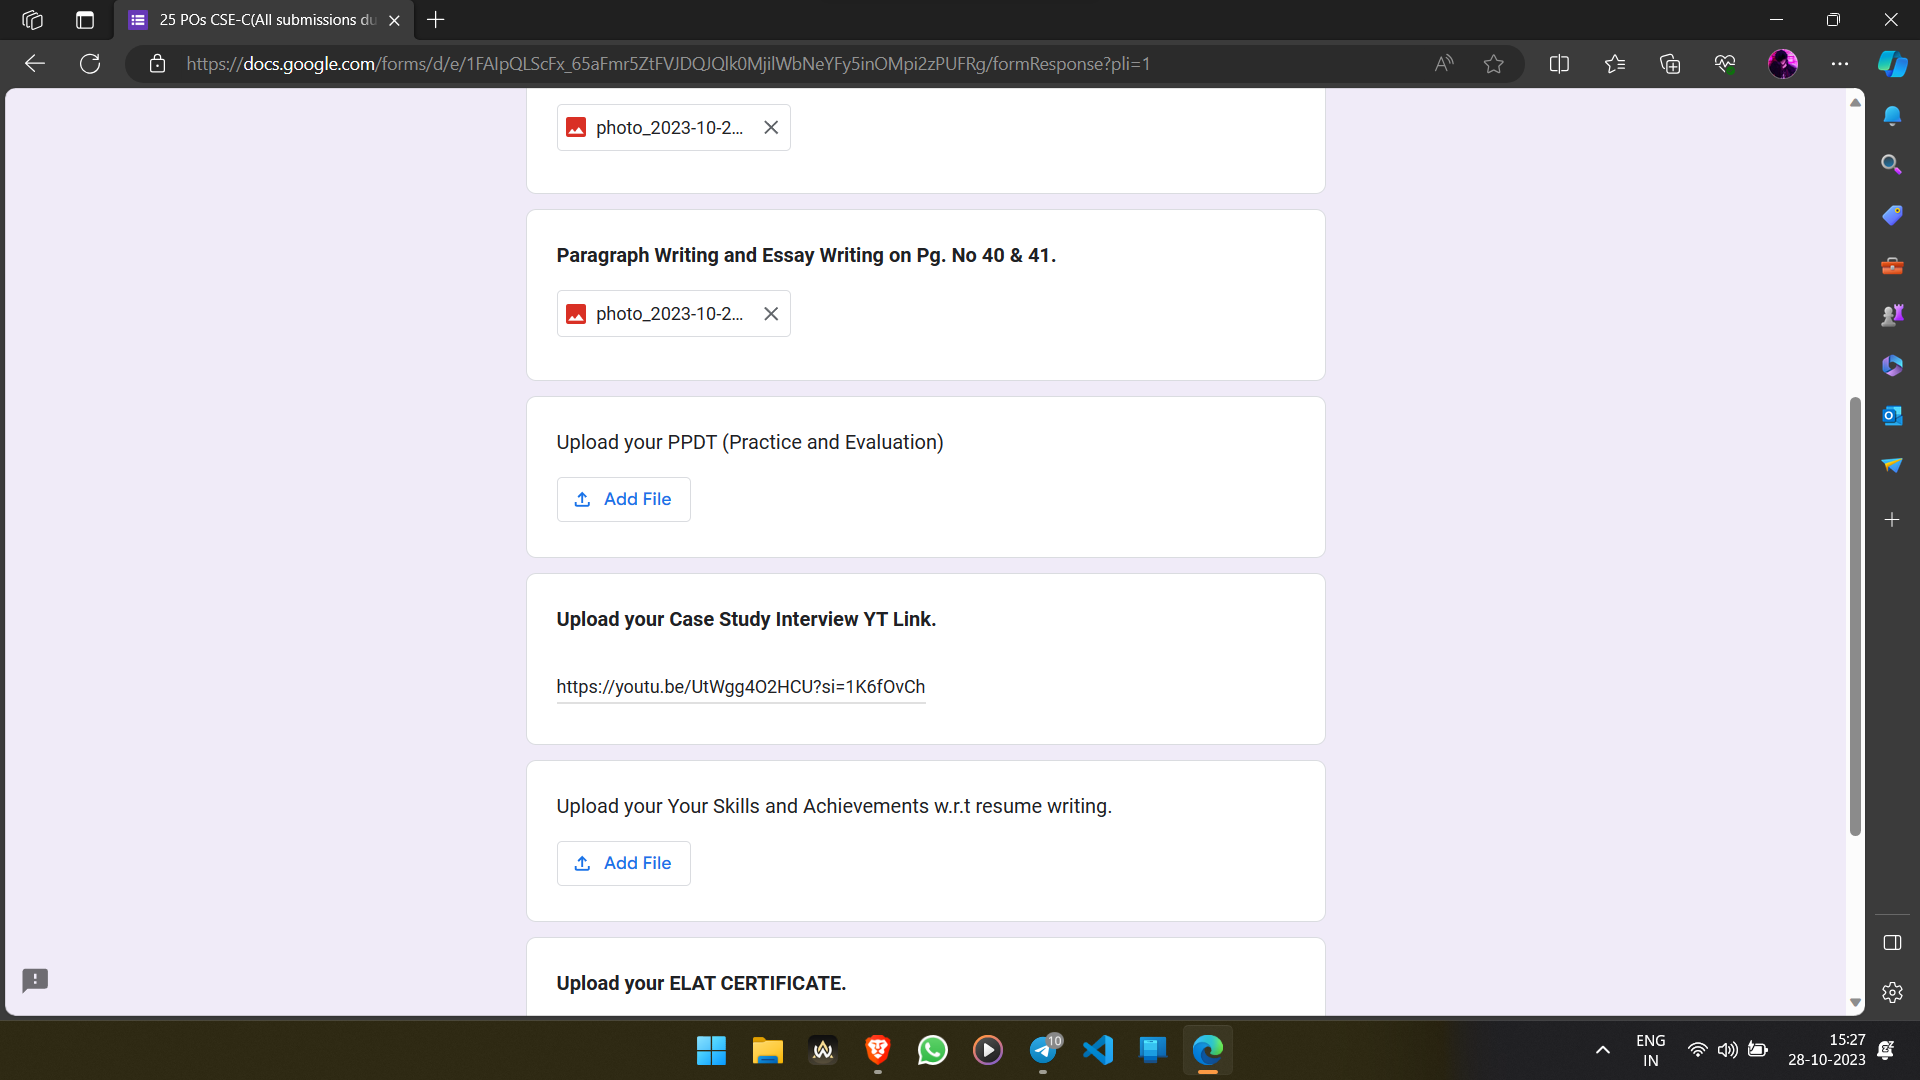 25 POs CSE-C(All submissions du
https://docs.google.com/forms/d/e/1FAIpQLScFx_65aFmr5ZtFVJDQJQlk0MjilWbNeYFy5inOMpi2zPUFRg/formResponse?pli=1
photo_2023-10-2...
Paragraph Writing and Essay Writing on Pg. No 40 & 41.
photo_2023-10-2...
Upload your PPDT (Practice and Evaluation)
Add File
Upload your Case Study Interview YT Link.
https://youtu.be/UtWgg4O2HCU?si=1K6fOvCh
Upload your Your Skills and Achievements w.r.t resume writing.
Add File
Upload your ELAT CERTIFICATE.
10
ENG
IN
15:27
28-10-2023